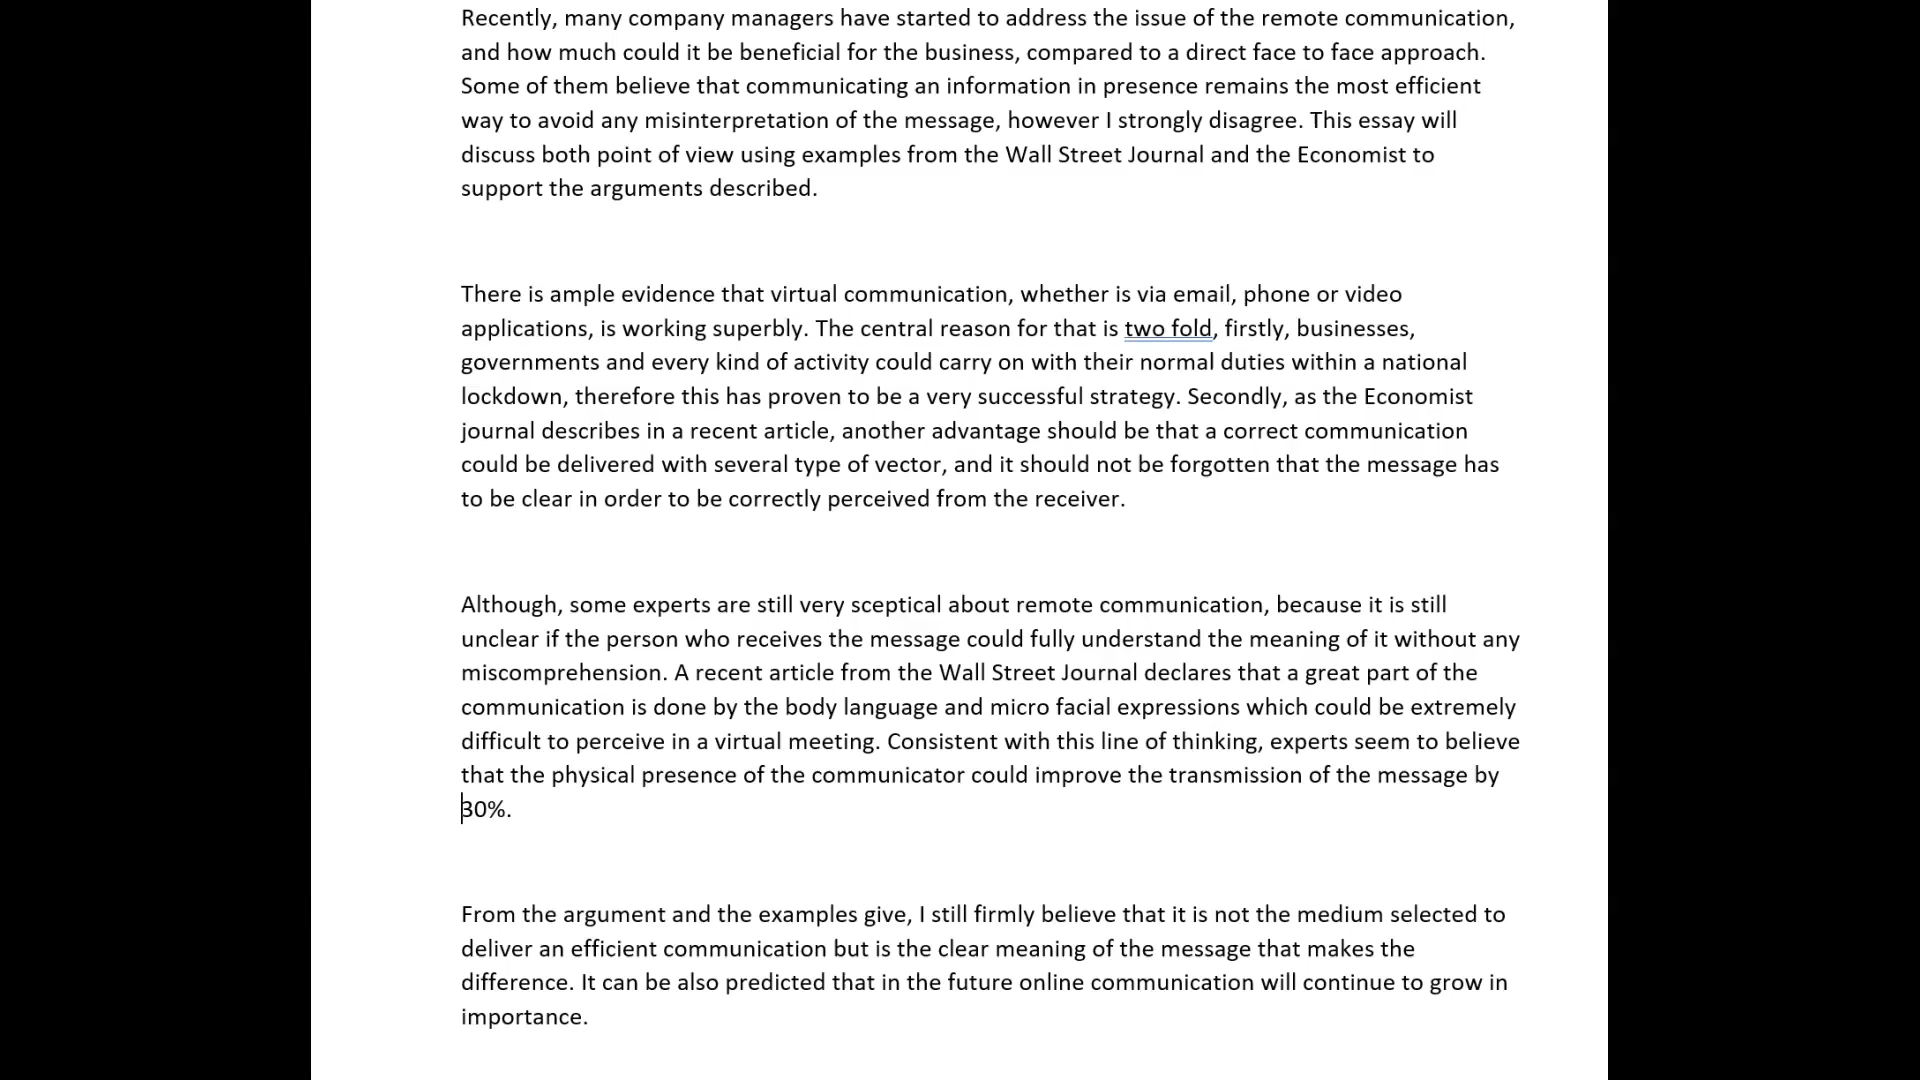 Recently, many company managers have started to address the issue of the remote communication,
and how much could it be beneficial for the business, compared to a direct face to face approach.
Some of them believe that communicating an information in presence remains the most efficient
way to avoid any misinterpretation of the message, however I strongly disagree. This essay will
discuss both point of view using examples from the Wall Street Journal and the Economist to
support the arguments described.
There is ample evidence that virtual communication, whether is via email, phone or video
applications, is working superbly. The central reason for that is two fold, firstly, businesses,
governments and every kind of activity could carry on with their normal duties within a national
lockdown, therefore this has proven to be a very successful strategy. Secondly, as the Economist
journal describes in a recent article, another advantage should be that a correct communication
could be delivered with several type of vector, and it should not be forgotten that the message has
to be clear in order to be correctly perceived from the receiver.
Although, some experts are still very sceptical about remote communication, because it is still
unclear if the person who receives the message could fully understand the meaning of it without any
miscomprehension. A recent article from the Wall Street Journal declares that a great part of the
communication is done by the body language and micro facial expressions which could be extremely
difficult to perceive in a virtual meeting. Consistent with this line of thinking, experts seem to believe
that the physical presence of the communicator could improve the transmission of the message by
30%.
From the argument and the examples give, I still firmly believe that it is not the medium selected to
deliver an efficient communication but is the clear meaning of the message that makes the
difference. It can be also predicted that in the future online communication will continue to grow in
importance.